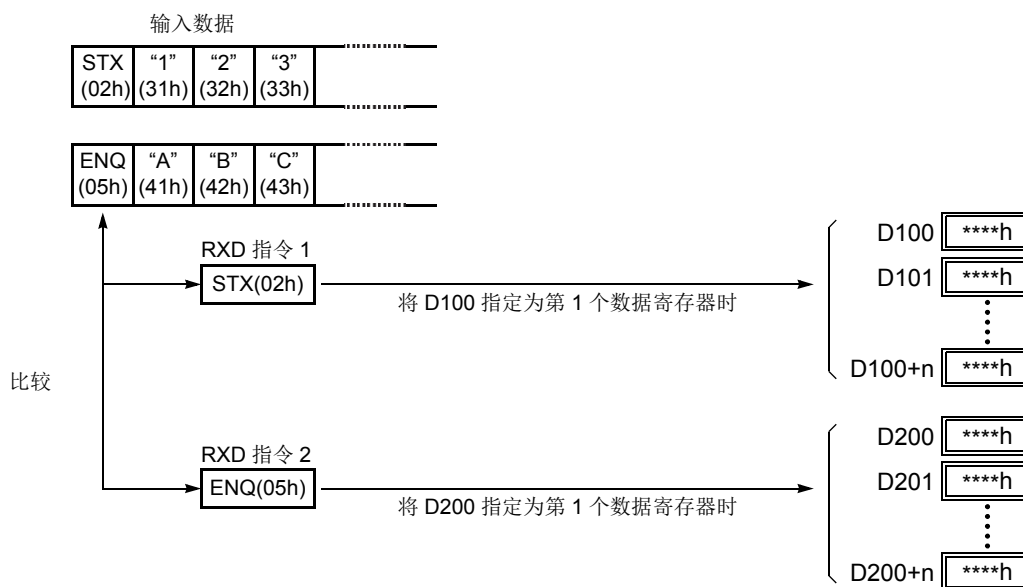 输入数据
STX “1” “2” “3”
(02h) (31h) (32h) (33h)
ENQ “A” “B” “C”
(05h) (41h) (42h) (43h)
RXD 指令 1
STX(02h)
将 D100 指定为第 1 个数据寄存器时
D100 ****h
D101 ****h
D100+n ****h
比较
RXD 指令 2
ENQ(05h)
将 D200 指定为第 1 个数据寄存器时
D200 ****h
D201 ****h
D200+n ****h